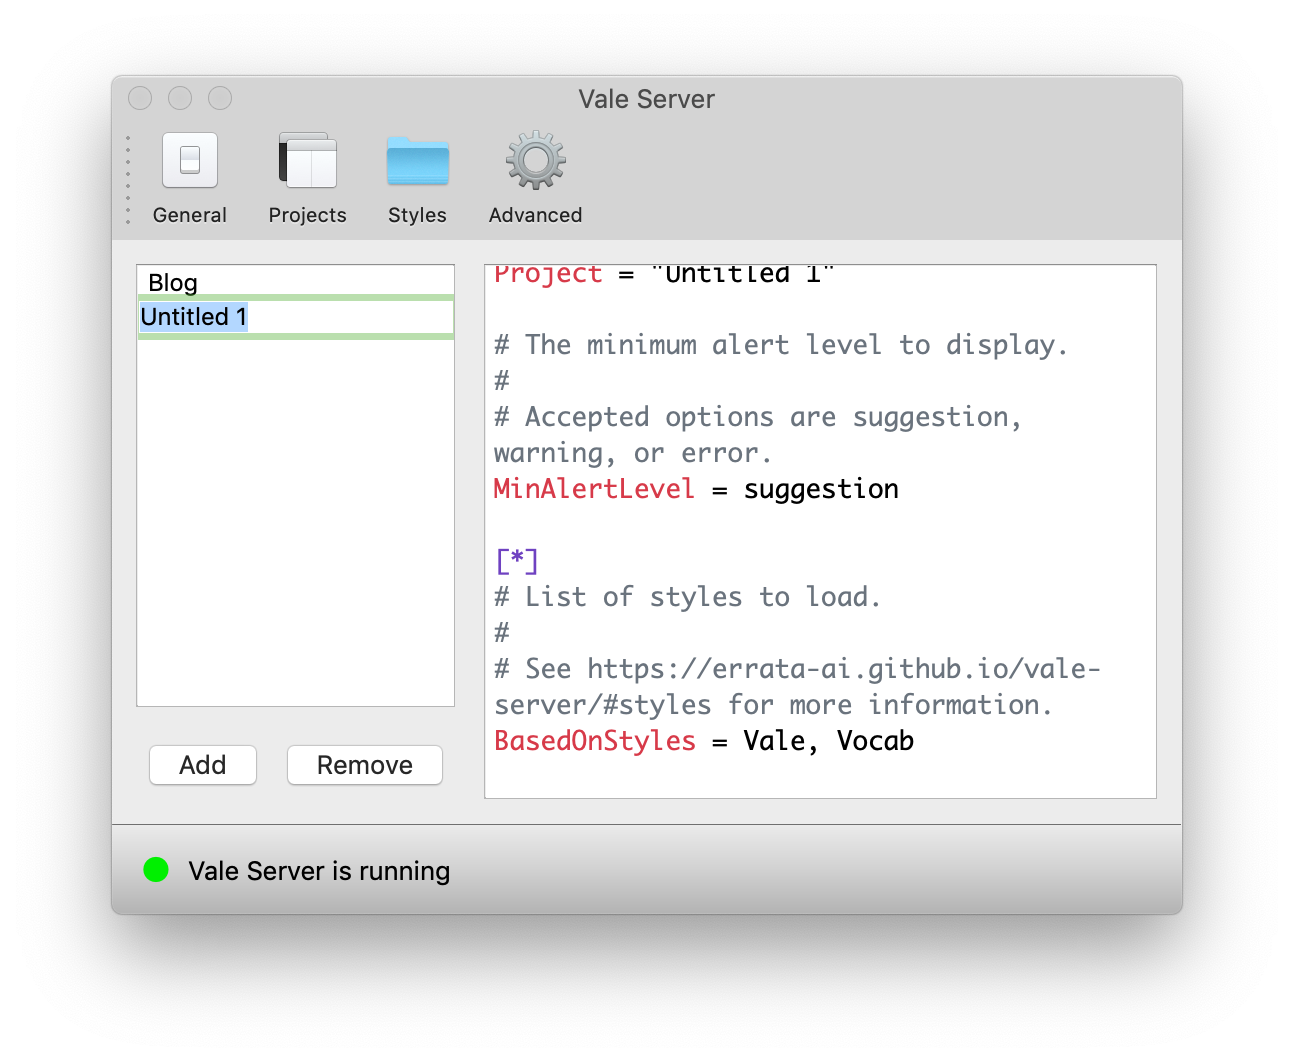 Vale Server
General Projects Styles Advanced
Blog
Untitled 1
Project = "Untitled 1"
# The minimum alert level to display.
#
# Accepted options are suggestion,
warning, or error.
MinAlertLevel = suggestion
[*]
# List of styles to load.
#
# See https://errata-ai.github.io/vale-
server/#styles for more information.
BasedOnStyles = Vale, Vocab
Add Remove
Vale Server is running